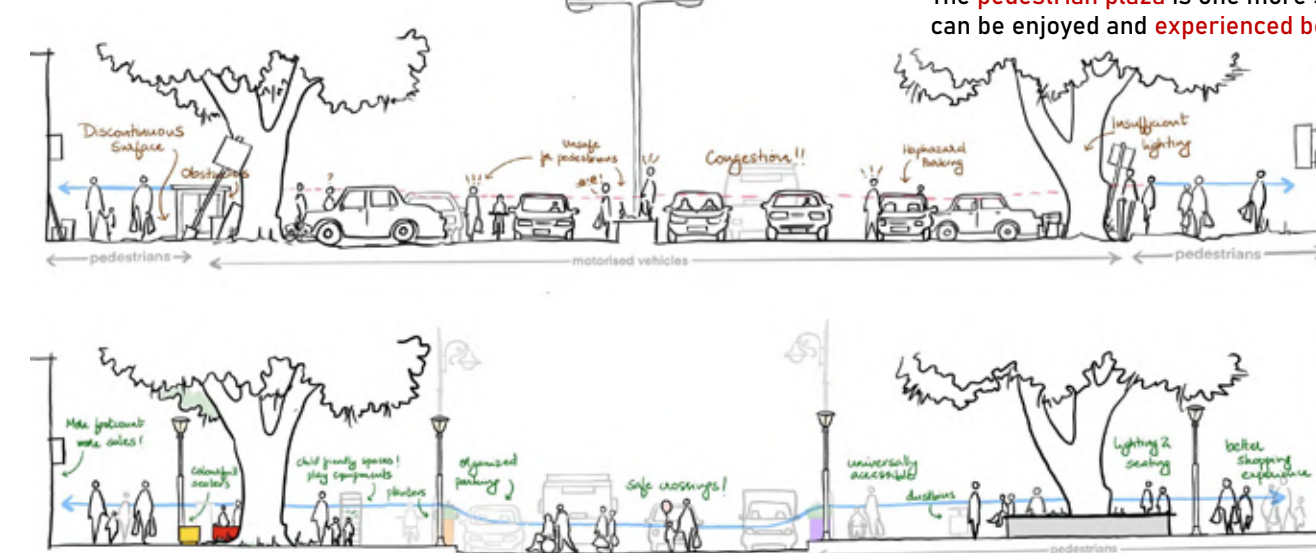 The pedestrian plaza is one more
can be enjoyed and experienced be
Discontinuous
Surface
Obstacles
Unsafe
for pedestrians
Congestion!!
Haphazard
Parking
Insufficient
lighting
pedestrians
motorised vehicles
pedestrians
More footcount
more sales!
Colourful
seaters
child friendly spaces!
play equipments
planters
organized
parking
safe crossings!
universally
accessible
dustbins
lighting &
seating
better
shopping
experience
pedestrians